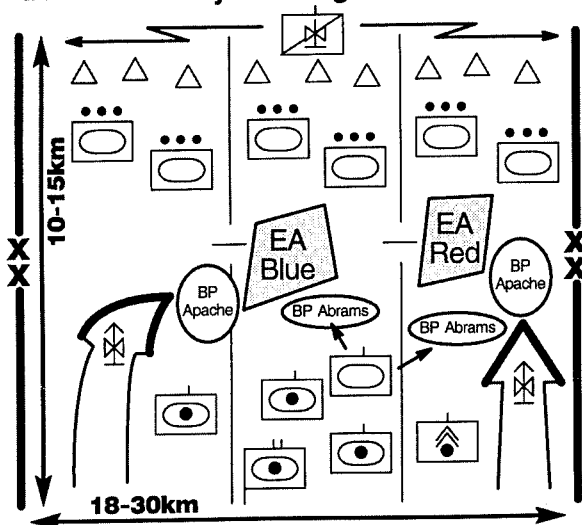 10-15km
XX
XX
EA
Blue
EA
Red
BP
Apache
BP Abrams
BP Abrams
BP
Apache
18-30km